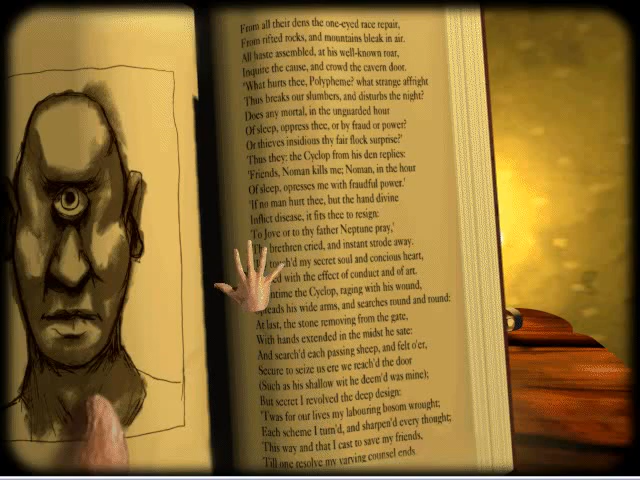 From all their dens the one-eyed race repair,
From rifted rocks, and mountains bleak in air.
All haste assembled, at his well-known roar,
Inquire the cause, and crowd the cavern door.
'What hurts thee, Polypheme? what strange affright
Thus breaks our slumbers, and disturbs the night?
Does any mortal, in the unguarded hour
Of sleep, oppress thee, or by fraud or power?
Or thieves insidious thy fair flock surprise?'
'Thus they: the Cyclop from his den replies:
'Friends, Noman kills me; Noman, in the hour
Of sleep, opresses me with fraudful power.'
'If no man hurt thee, but the hand divine
Inflict disease, it fits thee to resign:
To Jove or to thy father Neptune pray,'
brethren cried, and instant strode away.
touch'd my secret soul and concious heart,
with the effect of conduct and of art.
the Cyclop, raging with his wound,
his wide arms, and searches round and round:
At last, the stone removing from the gate,
With hands extended in the midst he sate:
And search'd each passing sheep, and felt o'er,
Secure to seize us ere we reach'd the door
(Such as his shallow wit he deem'd was mine);
But secret I revolved the deep design:
'Twas for our lives my labouring bosom wrought;
Each scheme I turn'd, and sharpen'd every thought;
This way and that I cast to save my friends,
Till one resolve my varying counsel ends.